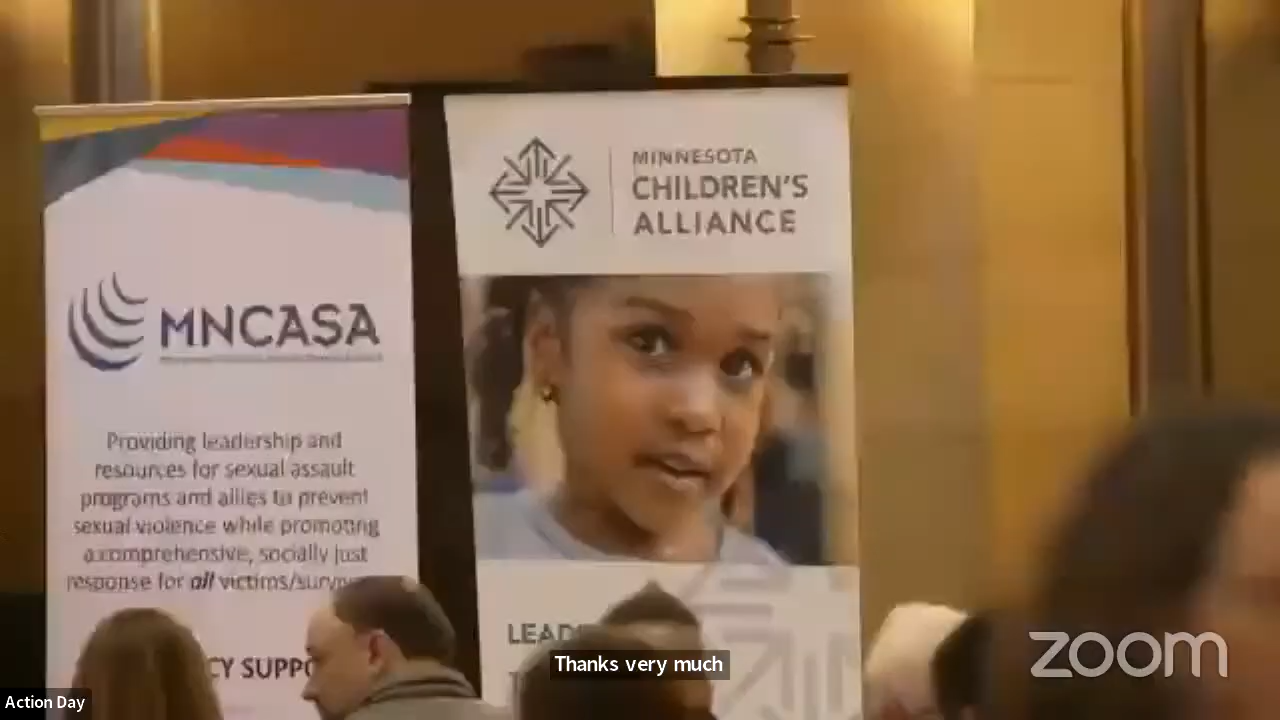 MNCASA
Providing leadership and
resources for sexual assault
programs and allies to prevent
sexual violence while promoting
a comprehensive, socially just
response for all victims/surviv
CY SUPPO
MINNESOTA
CHILDREN'S
ALLIANCE
LEAD
Thanks very much
zoom
Action Day